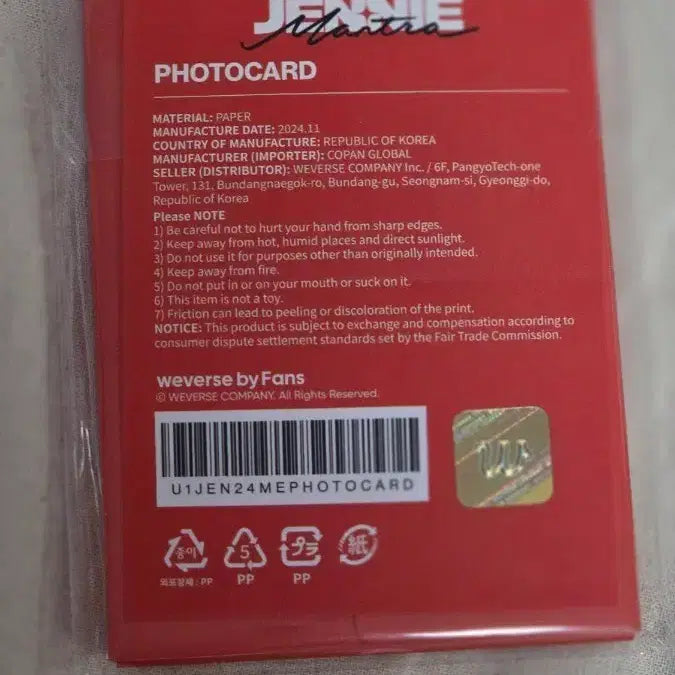 JENNIE
Mantra
PHOTOCARD
MATERIAL: PAPER
MANUFACTURE DATE: 2024.11
COUNTRY OF MANUFACTURE: REPUBLIC OF KOREA
MANUFACTURER (IMPORTER): COPAN GLOBAL
SELLER (DISTRIBUTOR): WEVERSE COMPANY Inc. / 6F, PangyoTech-one
Tower, 131, Bundangnaegok-ro, Bundang-gu, Seongnam-si, Gyeonggi-do,
Republic of Korea
Please NOTE
1) Be careful not to hurt your hand from sharp edges.
2) Keep away from hot, humid places and direct sunlight.
3) Do not use it for purposes other than originally intended.
4) Keep away from fire.
5) Do not put in or on your mouth or suck on it.
6) This item is not a toy.
7) Friction can lead to peeling or discoloration of the print.
NOTICE: This product is subject to exchange and compensation according to
consumer dispute settlement standards set by the Fair Trade Commission.
weverse by Fans
© WEVERSE COMPANY. All Rights Reserved.
U1JEN24MEPHOTOCARD
종이 5 プラ 紙
외포장재 : PP PP PP